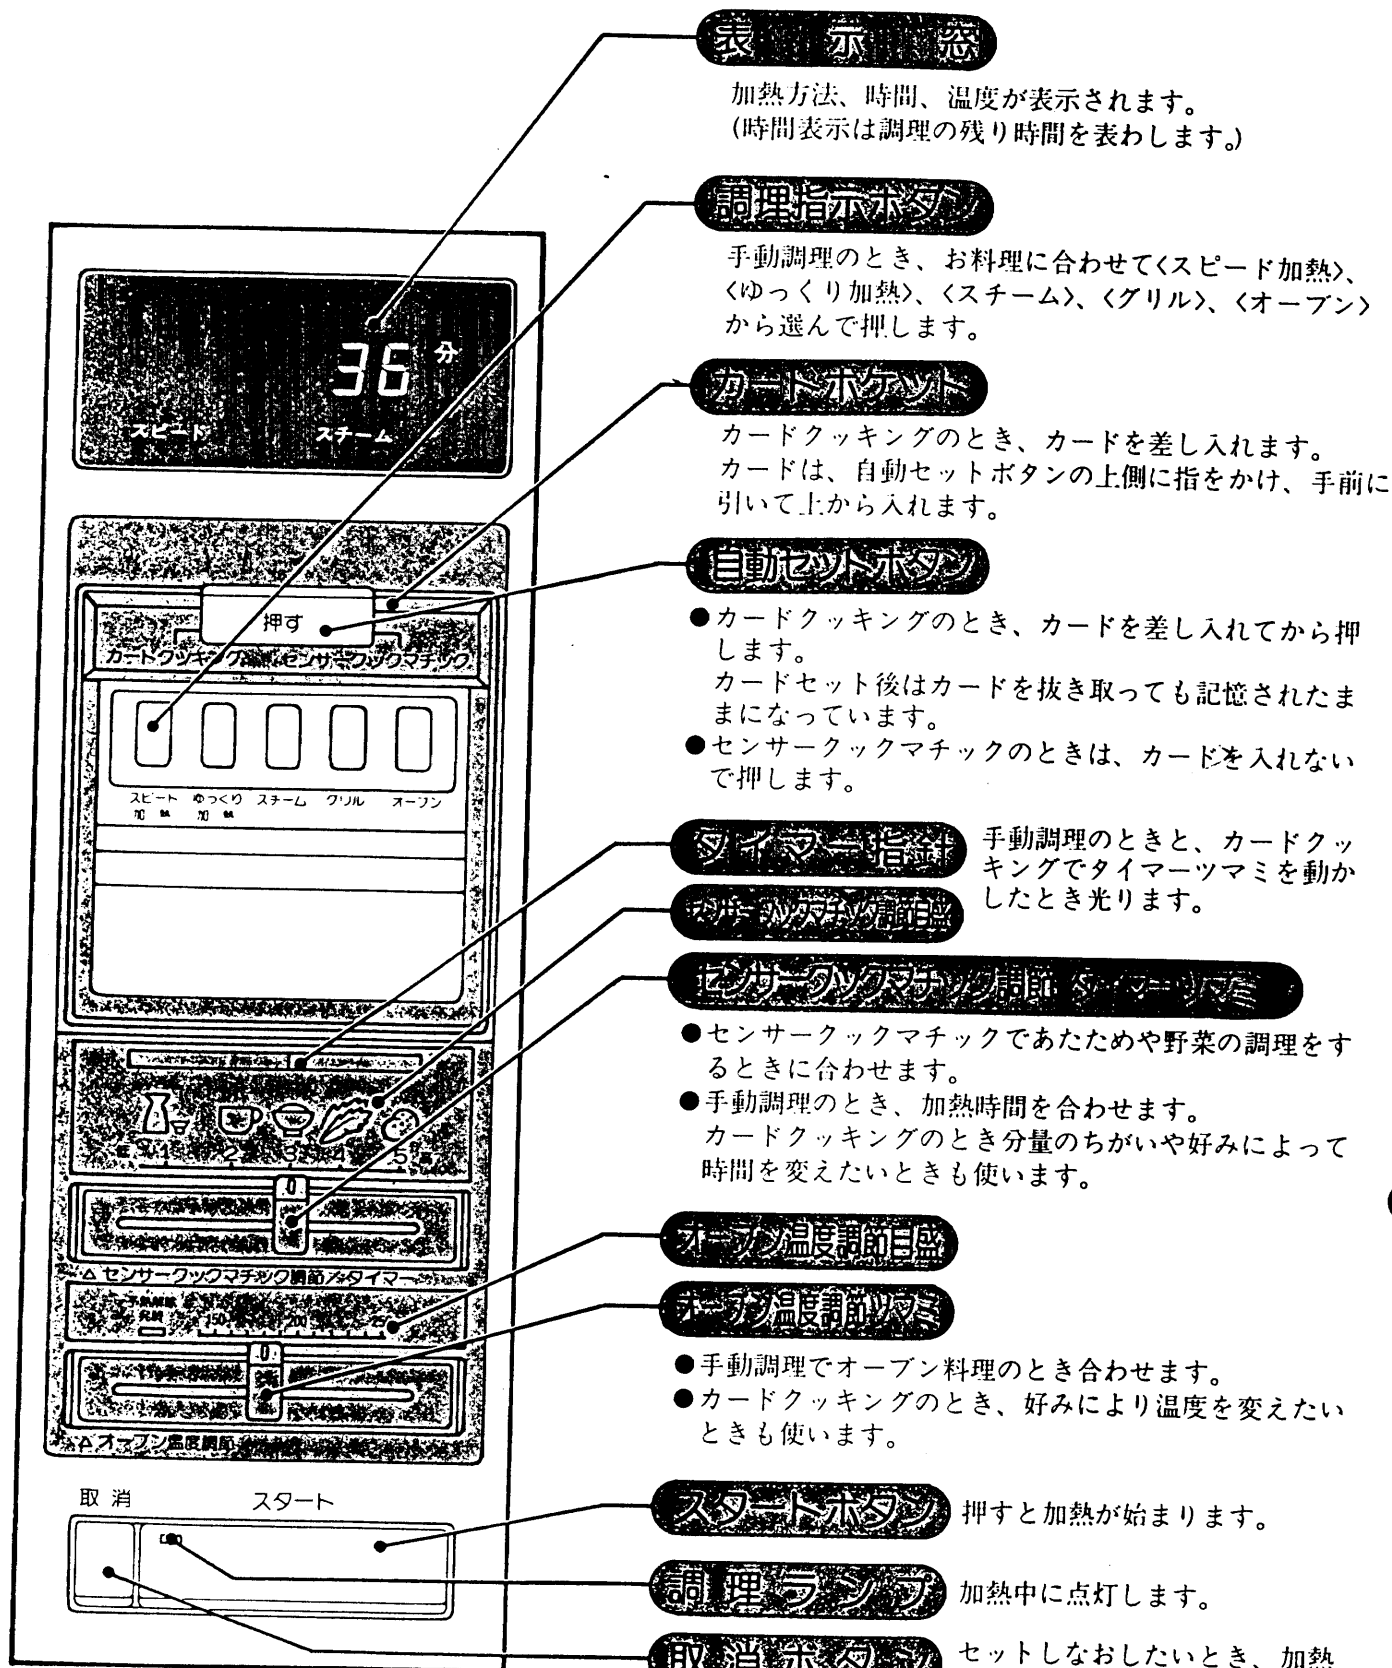 表示窓
加熱方法、時間、温度が表示されます。
(時間表示は調理の残り時間を表わします。)
調理指示ボタン
手動調理のとき、お料理に合わせて〈スピード加熱〉、
〈ゆっくり加熱〉、〈スチーム〉、〈グリル〉、〈オーブン〉
から選んで押します。
カードポケット
カードクッキングのとき、カードを差し入れます。
カードは、自動セットボタンの上側に指をかけ、手前に
引いて上から入れます。
自動セットボタン
●カードクッキングのとき、カードを差し入れてから押
します。
カードセット後はカードを抜き取っても記憶されたま
まになっています。
●センサークックマチックのときは、カードを入れない
で押します。
タイマー指針
手動調理のときと、カードクッ
キングでタイマーツマミを動か
したとき光ります。
センサークックマチック調節目盛
センサークックマチック調節 タイマーツマミ
●センサークックマチックであたためや野菜の調理をす
るときに合わせます。
●手動調理のとき、加熱時間を合わせます。
カードクッキングのとき分量のちがいや好みによって
時間を変えたいときも使います。
オーブン温度調節目盛
オーブン温度調節ツマミ
●手動調理でオーブン料理のとき合わせます。
●カードクッキングのとき、好みにより温度を変えたい
ときも使います。
スタートボタン
押すと加熱が始まります。
調理ランプ
加熱中に点灯します。
取消ボタン
セットしなおしたいとき、加熱
36 分
スピード スチーム
押す
カードクッキング センサークックマチック
スピード ゆっくり スチーム グリル オーブン
加熱 加熱
1 2 3 4 5
△センサークックマチック調節/タイマー
発酵 150 200 250
△オーブン温度調節
取消 スタート